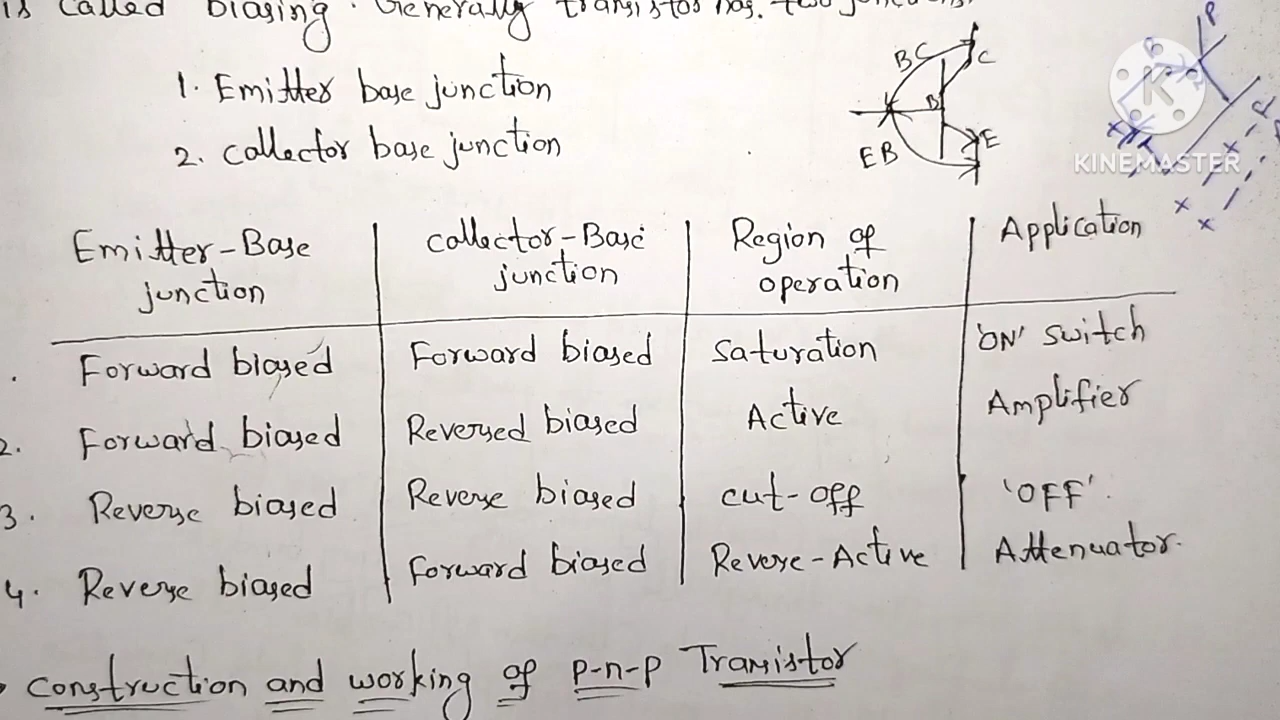 is called biasing. Generally transistor has. two junctions.
1. Emitter base junction
2. collector base junction
BC
C
B
EB
E
P
KINEMASTER
Emitter-Base junction
collector-Base junction
Region of operation
Application
Forward biased Forward biased saturation 'ON' switch
2. Forward biased Reversed biased Active Amplifier
3. Reverse biased Reverse biased cut-off 'OFF'.
4. Reverse biased Forward biased Reverse-Active Attenuator.
construction and working of p-n-p Transistor